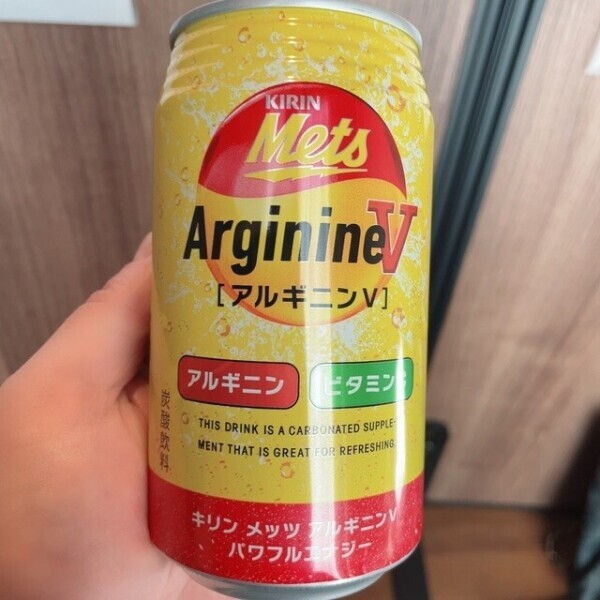 KIRIN
Mets
ArginineV
[アルギニンV]
アルギニン
ビタミン
THIS DRINK IS A CARBONATED SUPPLE-
MENT THAT IS GREAT FOR REFRESHING.
炭酸飲料
キリン メッツ アルギニンV
パワフルエナジー